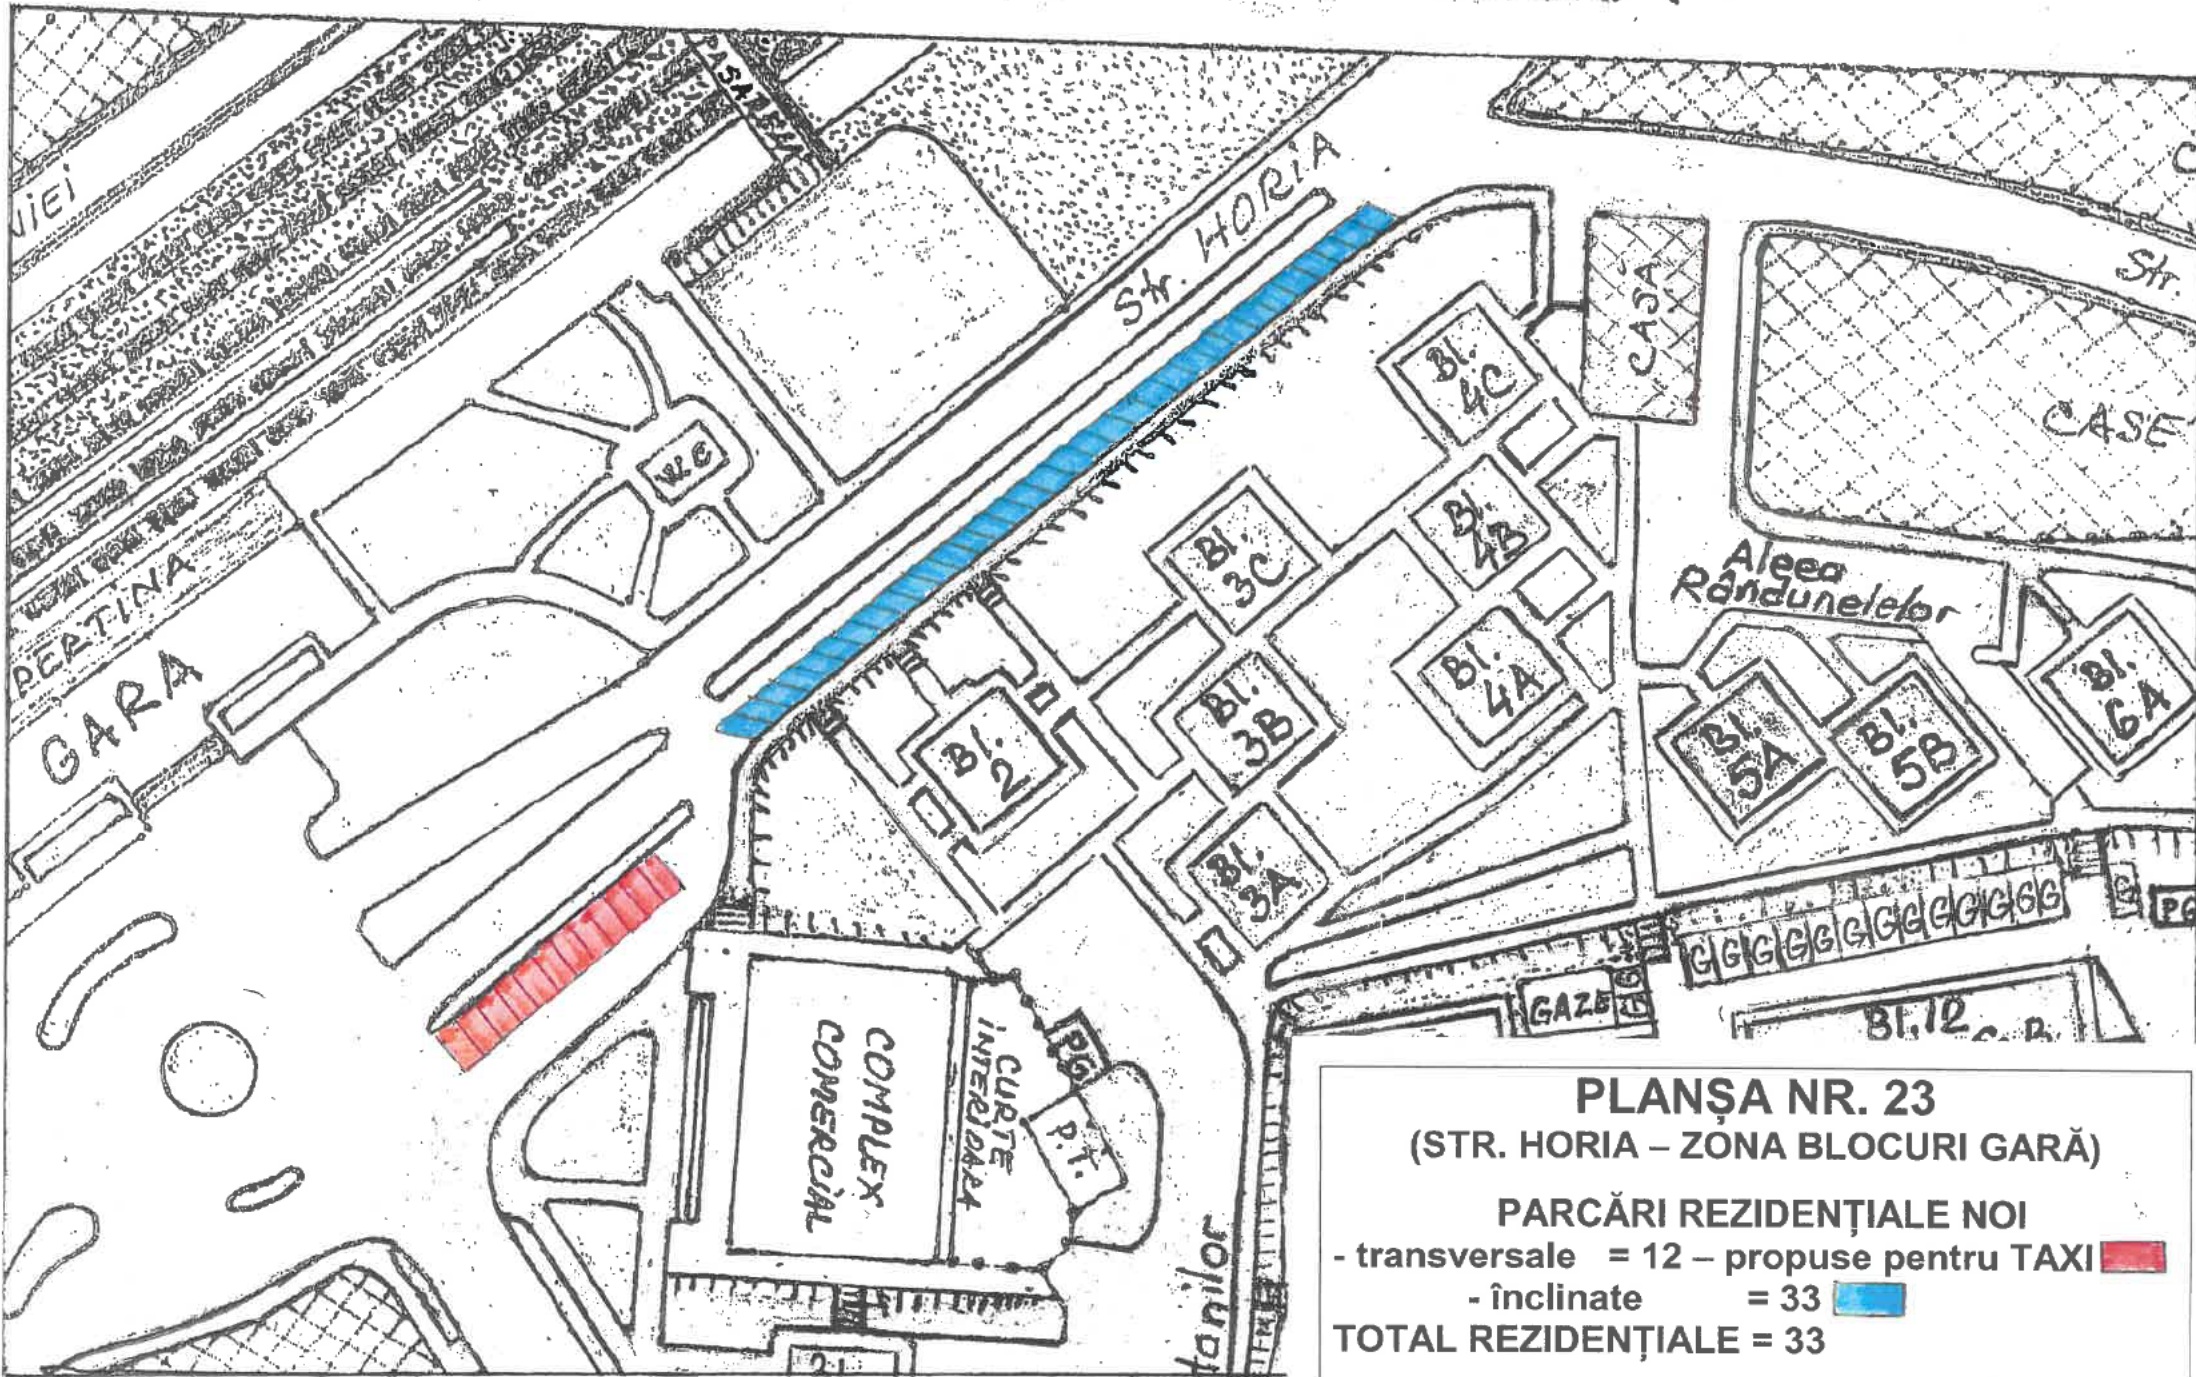 PASARELA
NIEI
Str. HORIA
C
Str.
CASA
CASE
Bl.
4C
W.C
Bl.
4B
Bl.
3C
Aleea
Rândunelelor
PERTINA
GARA
Bl.
4A
Bl.
6A
Bl.
3B
Bl.
2
Bl.
5A
Bl.
5B
Bl.
3A
G G G G G G G G G G G G G
G
PG
GAZE
G
Bl. 12
COMPLEX
COMERCIAL
CURTE
INTERIOARA
PG
P.T.
tanilor
PLANȘA NR. 23
(STR. HORIA – ZONA BLOCURI GARĂ)
PARCĂRI REZIDENȚIALE NOI
- transversale = 12 – propuse pentru TAXI
- înclinate = 33
TOTAL REZIDENȚIALE = 33